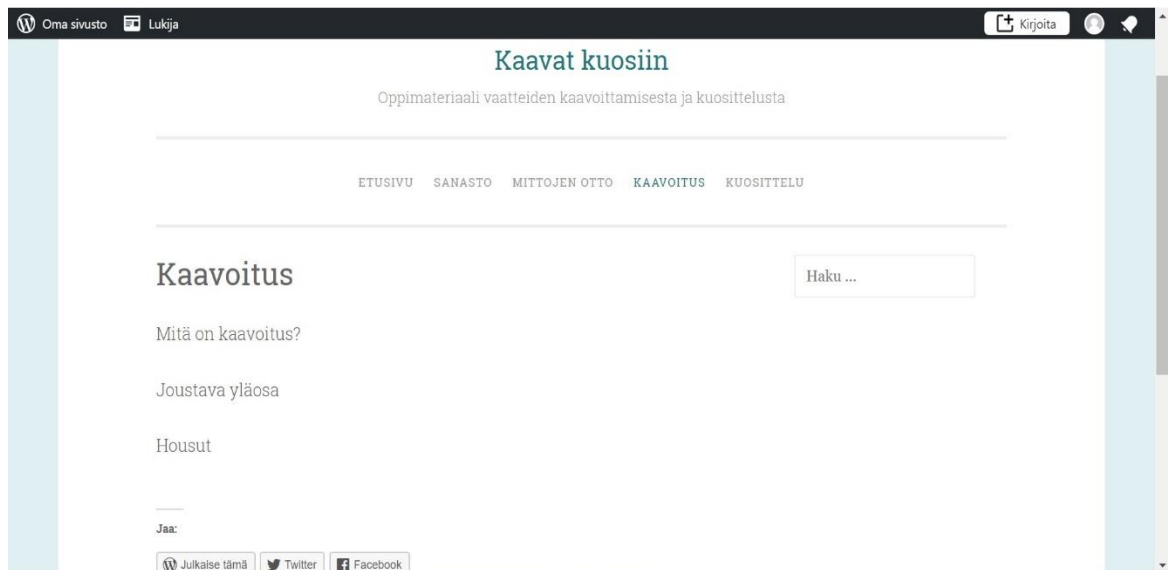 Oma sivusto Lukija Kirjoita
Kaavat kuosiin
Oppimateriaali vaatteiden kaavoittamisesta ja kuosittelusta
ETUSIVU SANASTO MITTOJEN OTTO KAAVOITUS KUOSITTELU
Kaavoitus
Haku ...
Mitä on kaavoitus?
Joustava yläosa
Housut
Jaa:
Julkaise tämä Twitter Facebook